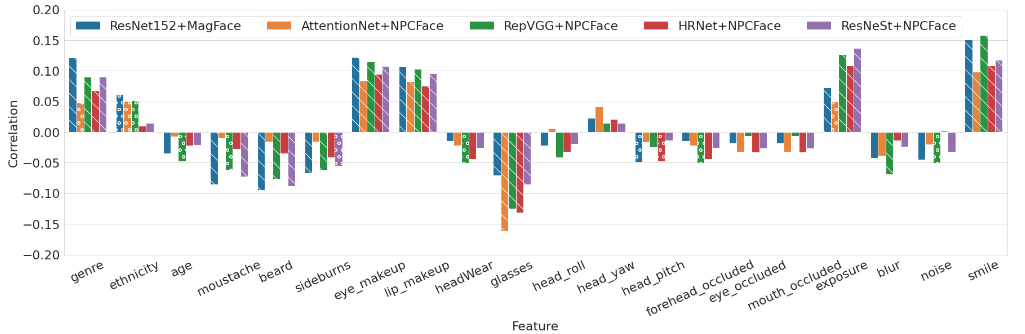 ResNet152+MagFace AttentionNet+NPCFace RepVGG+NPCFace HRNet+NPCFace ResNeSt+NPCFace
0.20
0.15
0.10
0.05
0.00
−0.05
−0.10
−0.15
−0.20
Correlation
genre ethnicity age moustache beard sideburns eye_makeup lip_makeup headWear glasses head_roll head_yaw head_pitch forehead_occluded eye_occluded mouth_occluded exposure blur noise smile
Feature